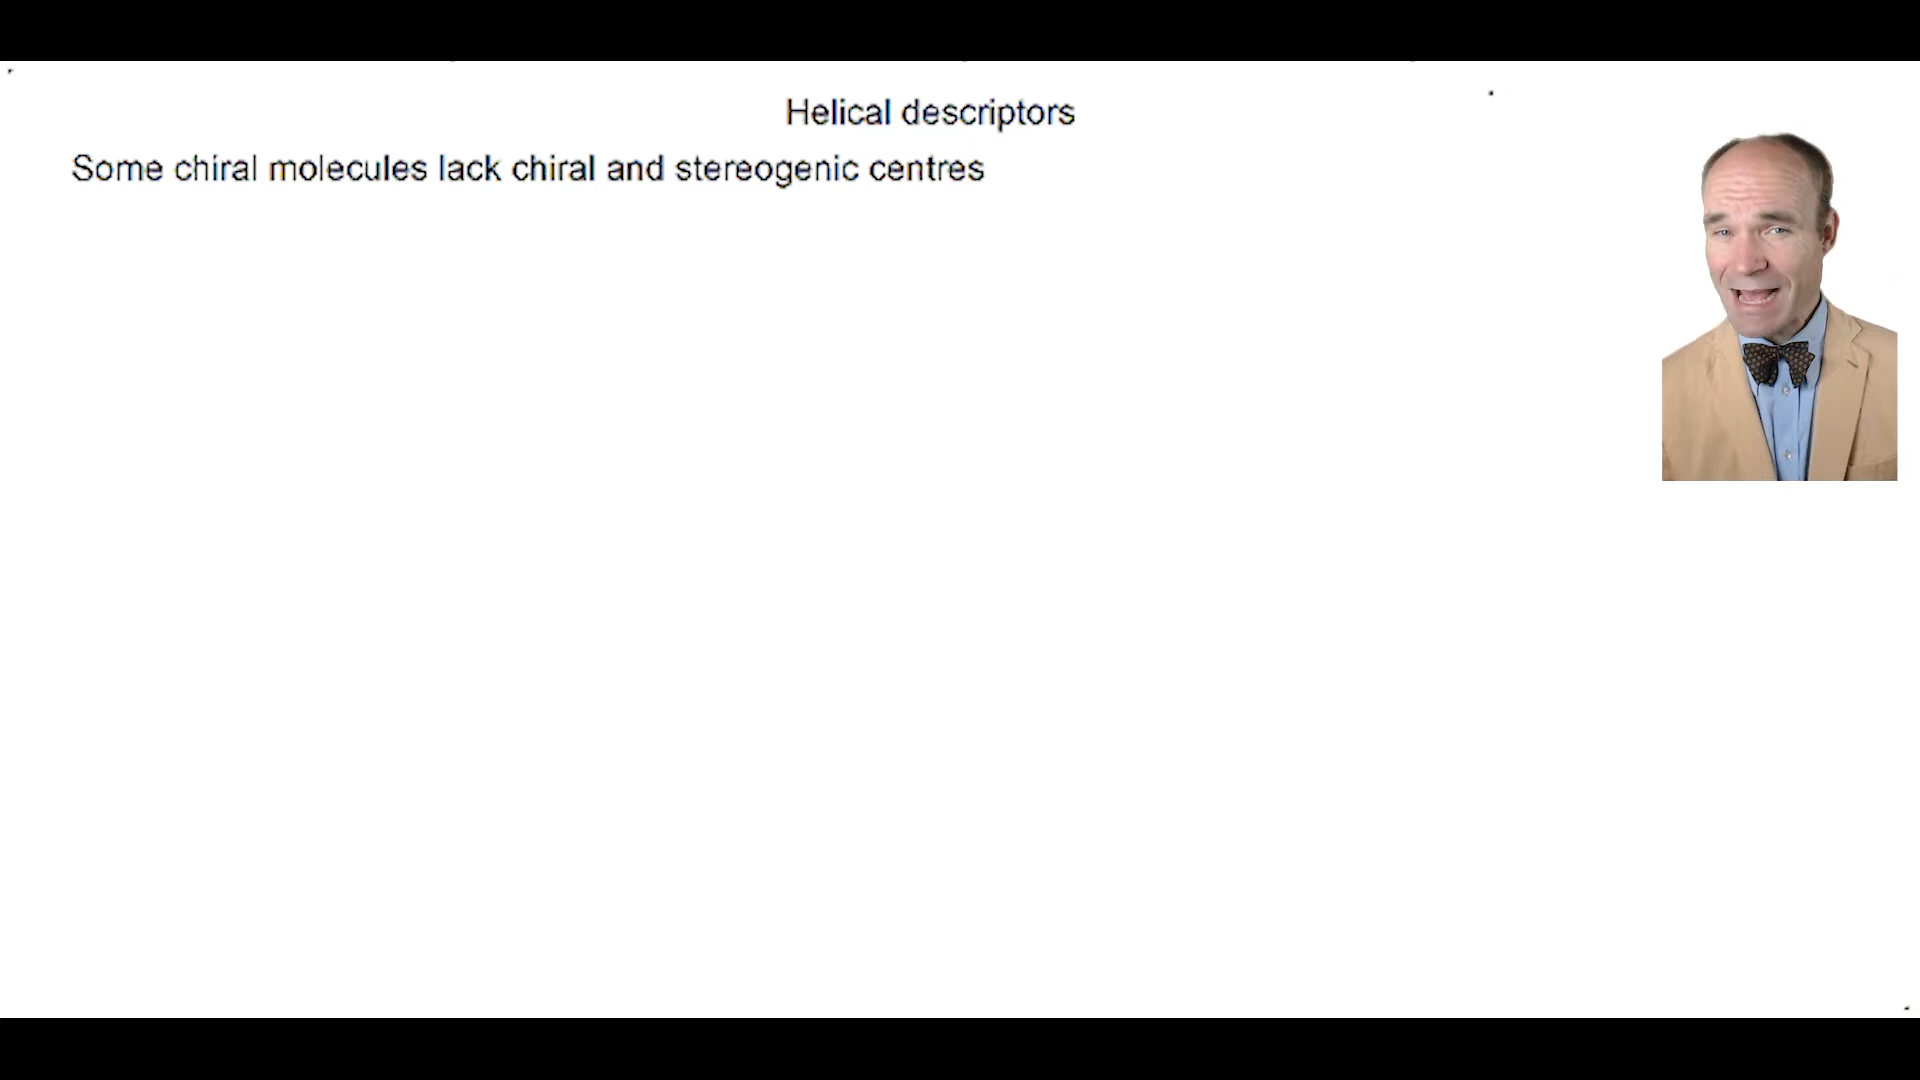 Helical descriptors
Some chiral molecules lack chiral and stereogenic centres